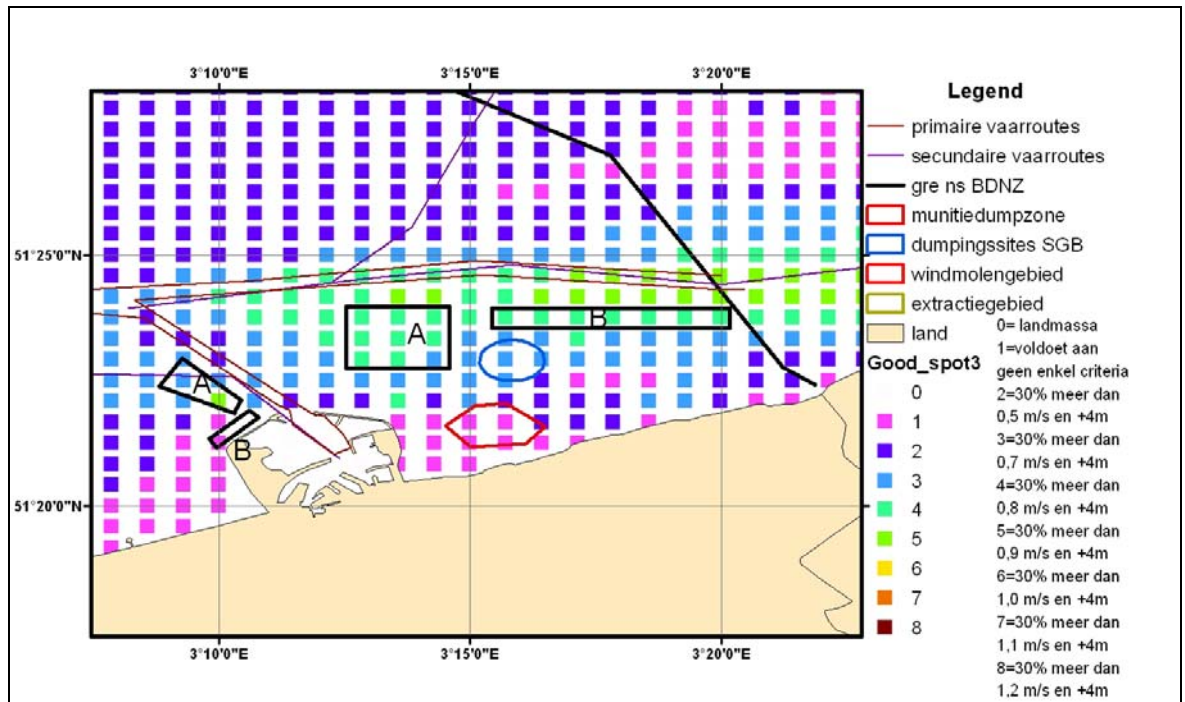 3°10'0"E
3°15'0"E
3°20'0"E
51°25'0"N
51°20'0"N
A
B
A
B
3°10'0"E
3°15'0"E
3°20'0"E
Legend
primaire vaarroutes
secundaire vaarroutes
gre ns BDNZ
munitiedumpzone
dumpingssites SGB
windmolengebied
extractiegebied
land
Good_spot3
0
1
2
3
4
5
6
7
8
0= landmassa
1=voldoet aan
geen enkel criteria
2=30% meer dan
0,5 m/s en +4m
3=30% meer dan
0,7 m/s en +4m
4=30% meer dan
0,8 m/s en +4m
5=30% meer dan
0,9 m/s en +4m
6=30% meer dan
1,0 m/s en +4m
7=30% meer dan
1,1 m/s en +4m
8=30% meer dan
1,2 m/s en +4m